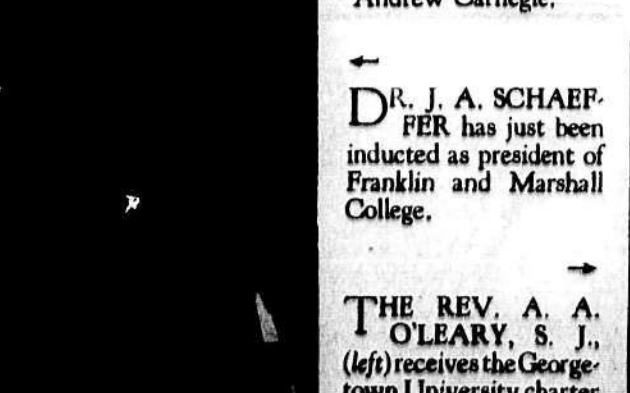 Andrew Carnegie.
←
DR. J. A. SCHAEF-
FER has just been
inducted as president of
Franklin and Marshall
College.
→
THE REV. A. A.
O'LEARY, S. J.,
(left) receives the George-
town University charter